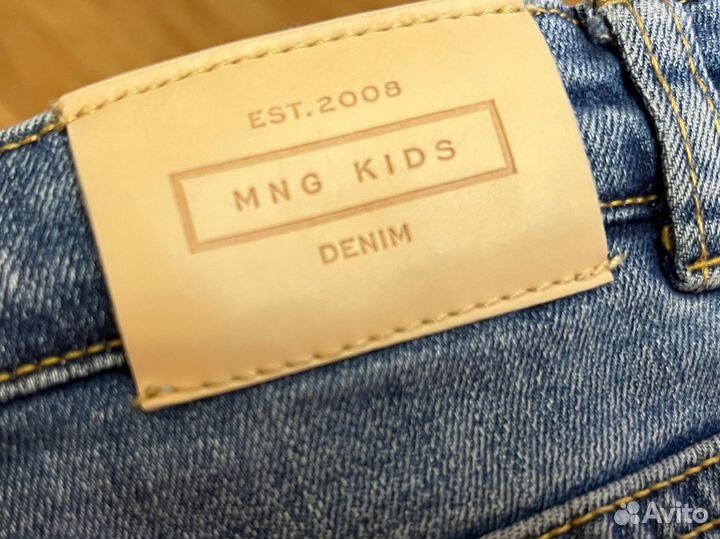 EST.2008
MNG KIDS
DENIM
Avito